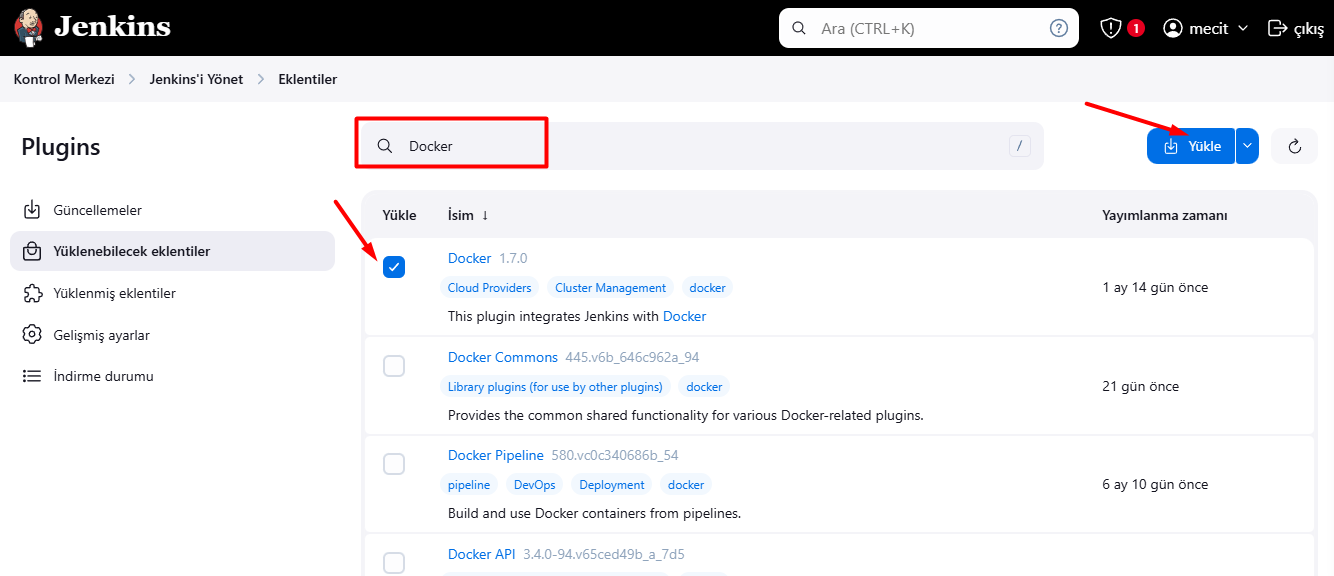 Jenkins
Ara (CTRL+K)
?
1
mecit
çıkış
Kontrol Merkezi
Jenkins'i Yönet
Eklentiler
Plugins
Docker
/
Yükle
Güncellemeler
Yüklenebilecek eklentiler
Yüklenmiş eklentiler
Gelişmiş ayarlar
İndirme durumu
Yükle
İsim ↓
Yayımlanma zamanı
Docker 1.7.0
Cloud Providers Cluster Management docker
This plugin integrates Jenkins with Docker
1 ay 14 gün önce
Docker Commons 445.v6b_646c962a_94
Library plugins (for use by other plugins) docker
Provides the common shared functionality for various Docker-related plugins.
21 gün önce
Docker Pipeline 580.vc0c340686b_54
pipeline DevOps Deployment docker
Build and use Docker containers from pipelines.
6 ay 10 gün önce
Docker API 3.4.0-94.v65ced49b_a_7d5